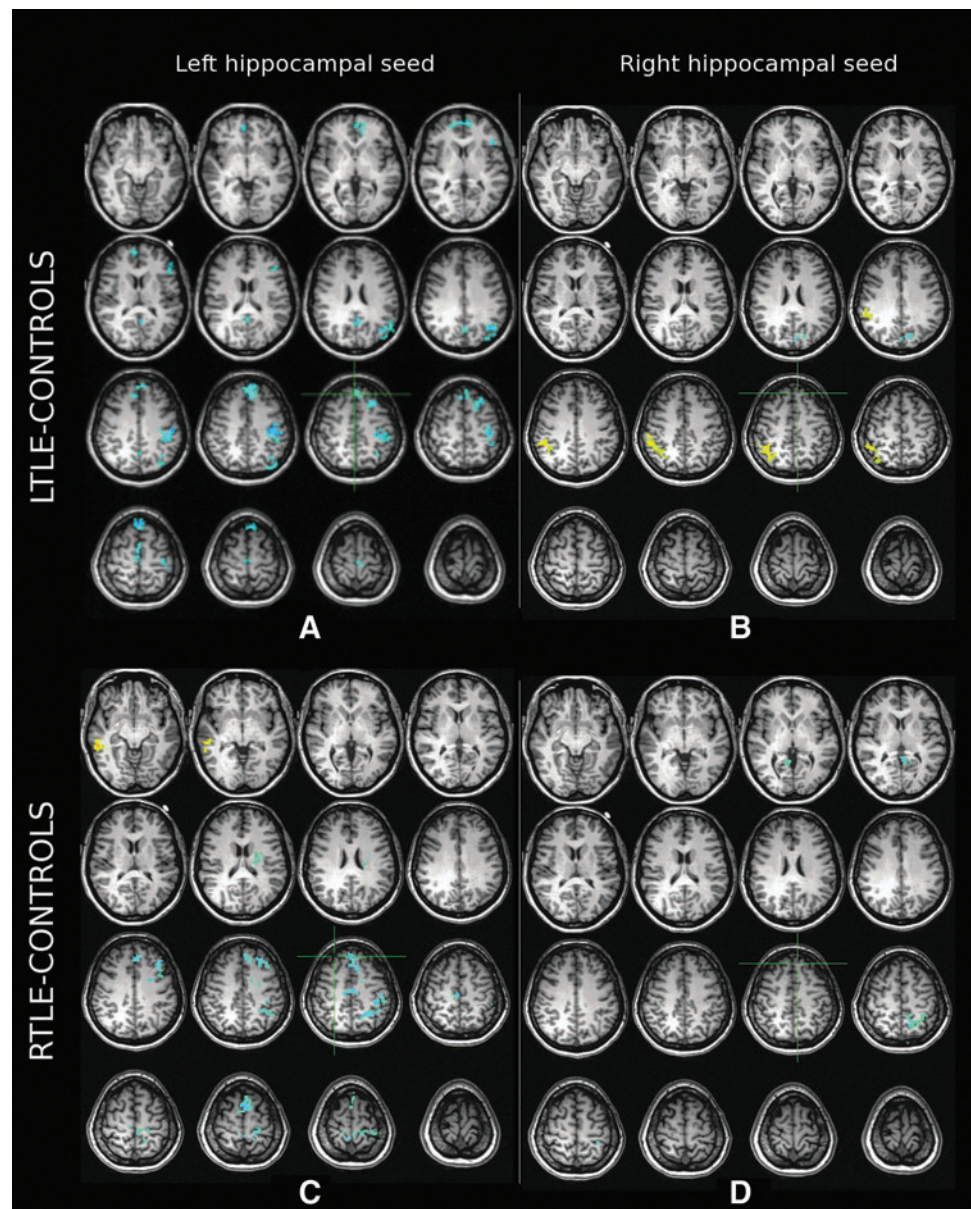 Left hippocampal seed
Right hippocampal seed
LTLE-CONTROLS
A
B
RTLE-CONTROLS
C
D